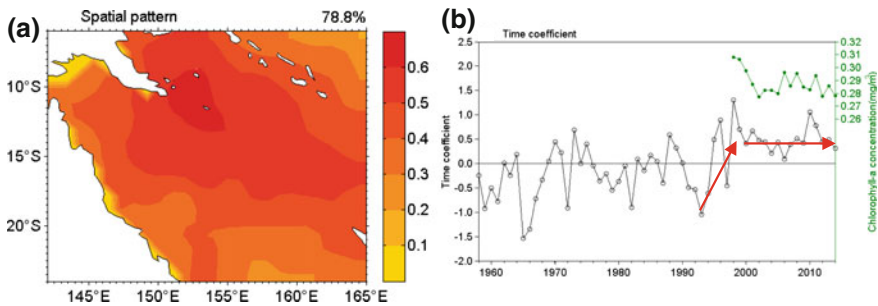 (a)
Spatial pattern 78.8%
10°S
15°S
20°S
145°E 150°E 155°E 160°E 165°E
0.6
0.5
0.4
0.3
0.2
0.1
(b)
Time coefficient
Time coefficient
2.5
2.0
1.5
1.0
0.5
0.0
-0.5
-1.0
-1.5
-2.0
1960 1970 1980 1990 2000 2010
0.32
0.31
0.30
0.29
0.28
0.27
0.26
Chlorophyll-a concentration(mg/m³)